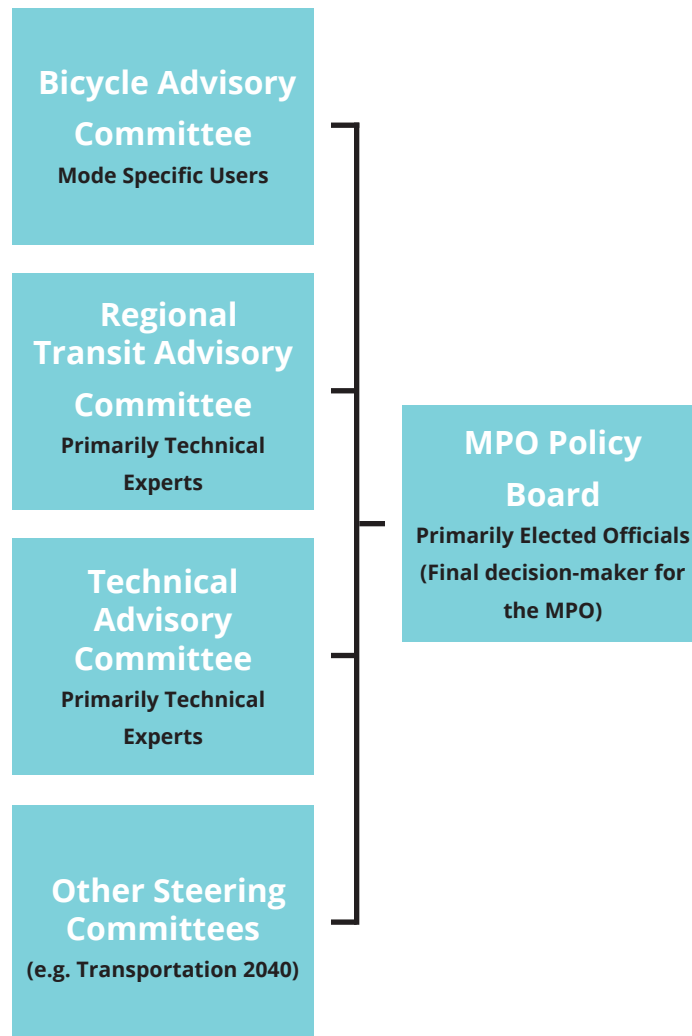 Bicycle Advisory
Committee
Mode Specific Users
Regional
Transit Advisory
Committee
Primarily Technical
Experts
Technical
Advisory
Committee
Primarily Technical
Experts
Other Steering
Committees
(e.g. Transportation 2040)
MPO Policy
Board
Primarily Elected Officials
(Final decision-maker for
the MPO)